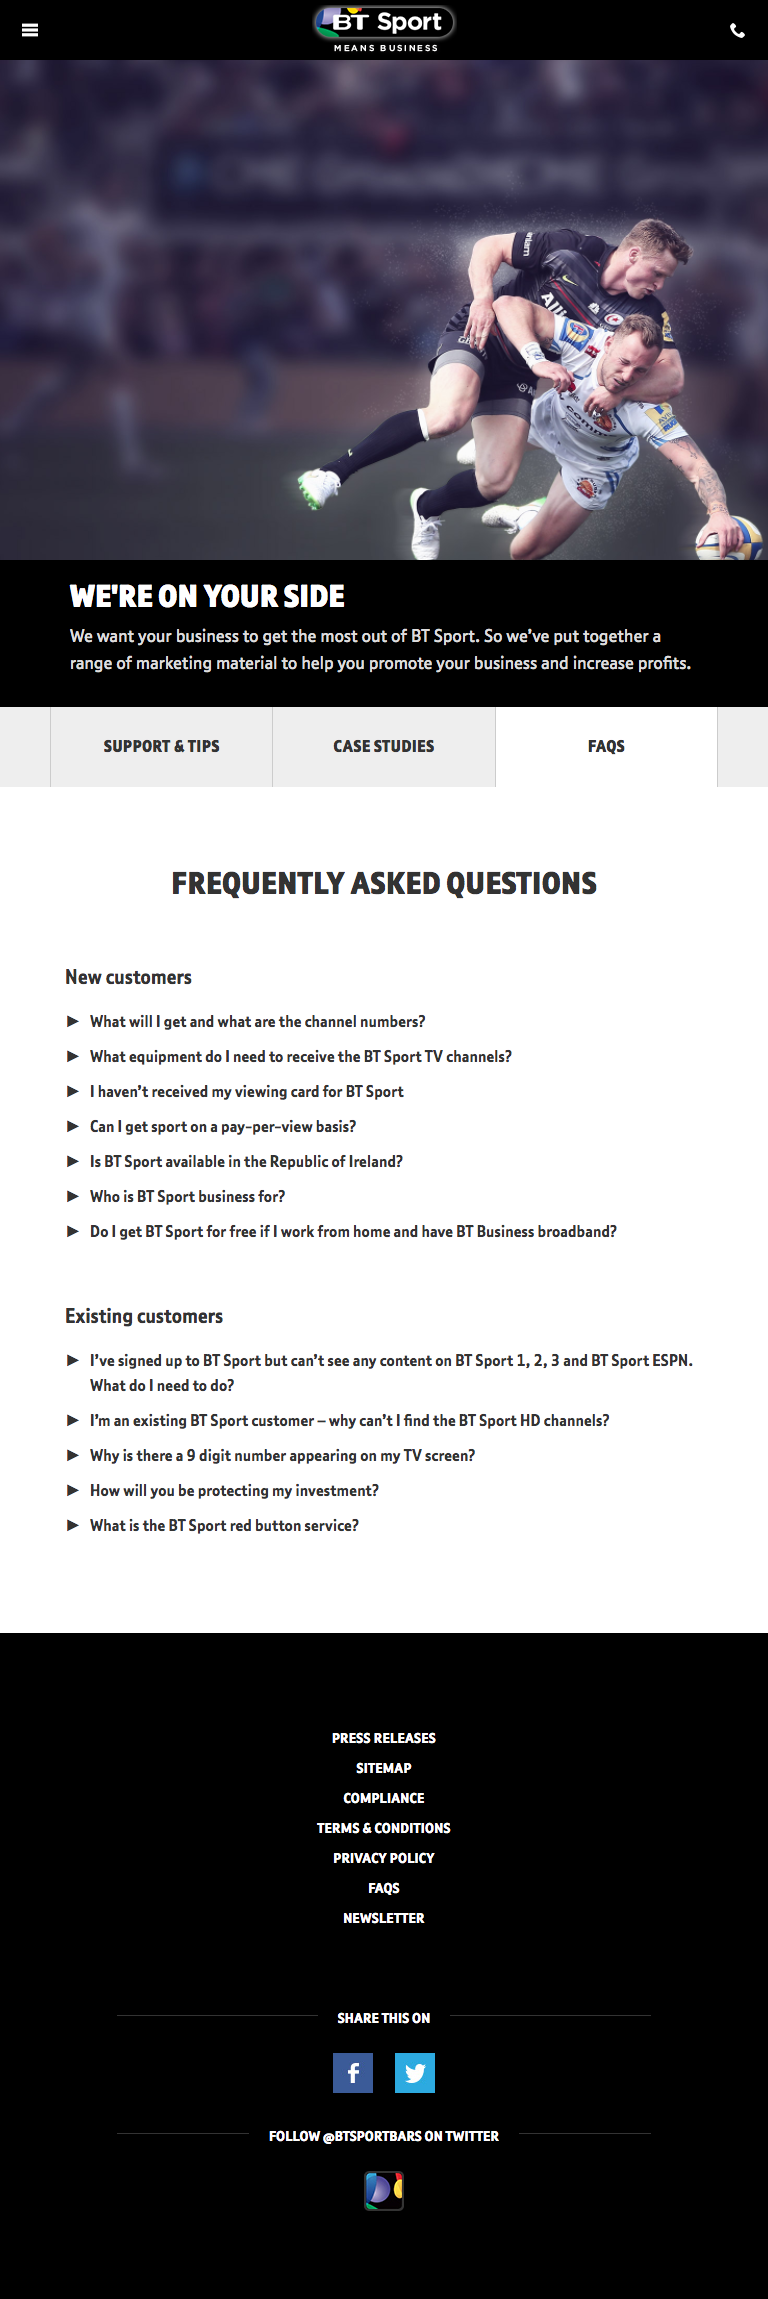 BT Sport
MEANS BUSINESS
WE'RE ON YOUR SIDE
We want your business to get the most out of BT Sport. So we’ve put together a
range of marketing material to help you promote your business and increase profits.
SUPPORT & TIPS
CASE STUDIES
FAQS
FREQUENTLY ASKED QUESTIONS
New customers
► What will I get and what are the channel numbers?
► What equipment do I need to receive the BT Sport TV channels?
► I haven’t received my viewing card for BT Sport
► Can I get sport on a pay-per-view basis?
► Is BT Sport available in the Republic of Ireland?
► Who is BT Sport business for?
► Do I get BT Sport for free if I work from home and have BT Business broadband?
Existing customers
► I’ve signed up to BT Sport but can’t see any content on BT Sport 1, 2, 3 and BT Sport ESPN.
What do I need to do?
► I’m an existing BT Sport customer – why can’t I find the BT Sport HD channels?
► Why is there a 9 digit number appearing on my TV screen?
► How will you be protecting my investment?
► What is the BT Sport red button service?
PRESS RELEASES
SITEMAP
COMPLIANCE
TERMS & CONDITIONS
PRIVACY POLICY
FAQS
NEWSLETTER
SHARE THIS ON
FOLLOW @BTSPORTBARS ON TWITTER